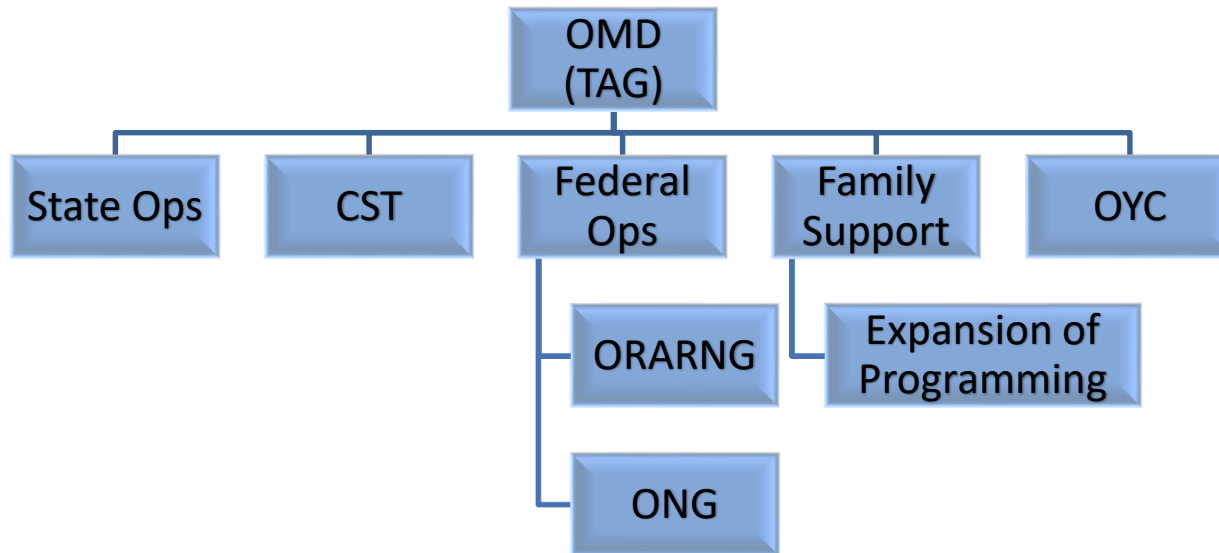 OMD
(TAG)
State Ops
CST
Federal
Ops
Family
Support
OYC
ORARNG
Expansion of
Programming
ONG